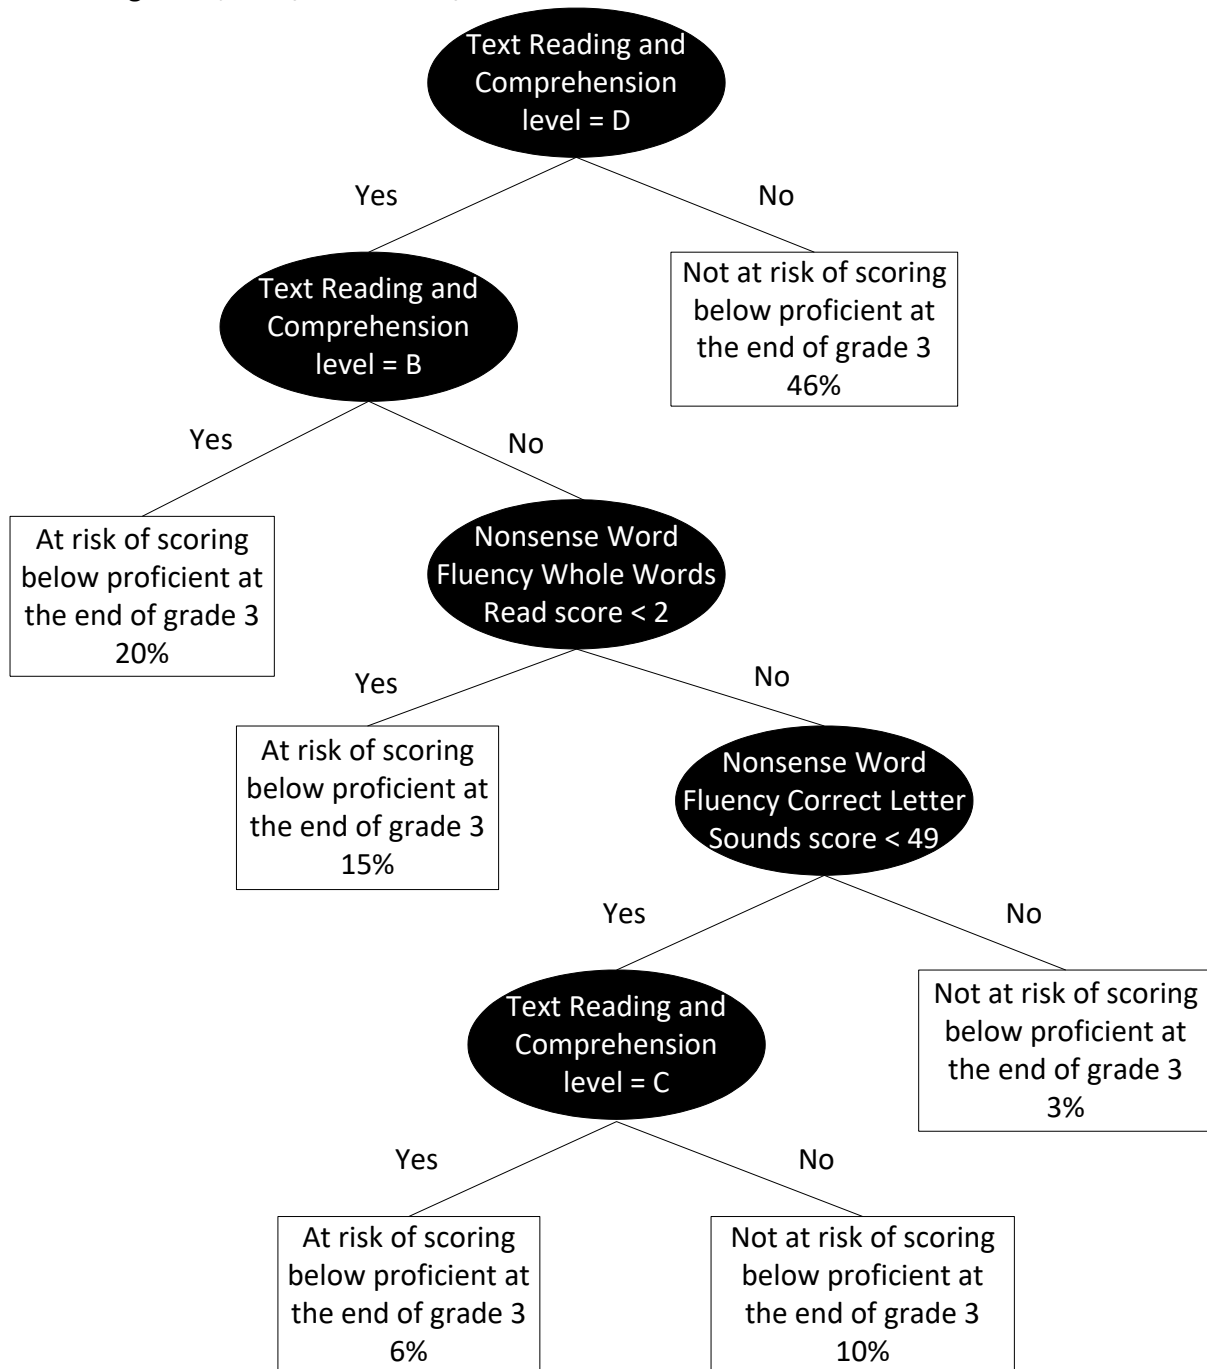 Text Reading and
Comprehension
level = D
Yes
No
Text Reading and
Comprehension
level = B
Not at risk of scoring
below proficient at
the end of grade 3
46%
Yes
No
At risk of scoring
below proficient at
the end of grade 3
20%
Nonsense Word
Fluency Whole Words
Read score < 2
Yes
No
At risk of scoring
below proficient at
the end of grade 3
15%
Nonsense Word
Fluency Correct Letter
Sounds score < 49
Yes
No
Text Reading and
Comprehension
level = C
Not at risk of scoring
below proficient at
the end of grade 3
3%
Yes
No
At risk of scoring
below proficient at
the end of grade 3
6%
Not at risk of scoring
below proficient at
the end of grade 3
10%